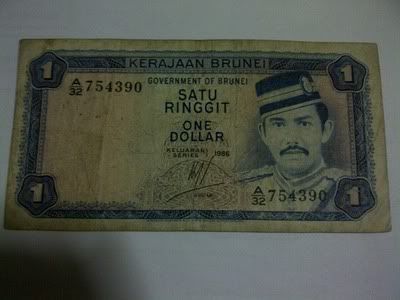 KERAJAAN BRUNEI
1
1
A/32 754390
GOVERNMENT OF BRUNEI
SATU
RINGGIT
ONE
DOLLAR
KELUARAN
SERIES 1986
A/32 754390
1
1